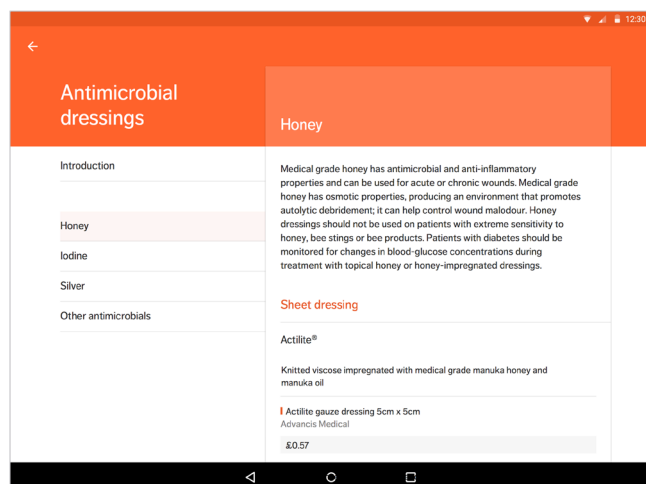 12:30
Antimicrobial
dressings
Honey
Introduction
Honey
Iodine
Silver
Other antimicrobials
Medical grade honey has antimicrobial and anti-inflammatory
properties and can be used for acute or chronic wounds. Medical grade
honey has osmotic properties, producing an environment that promotes
autolytic debridement; it can help control wound malodour. Honey
dressings should not be used on patients with extreme sensitivity to
honey, bee stings or bee products. Patients with diabetes should be
monitored for changes in blood-glucose concentrations during
treatment with topical honey or honey-impregnated dressings.
Sheet dressing
Actilite®
Knitted viscose impregnated with medical grade manuka honey and
manuka oil
Actilite gauze dressing 5cm x 5cm
Advancis Medical
£0.57